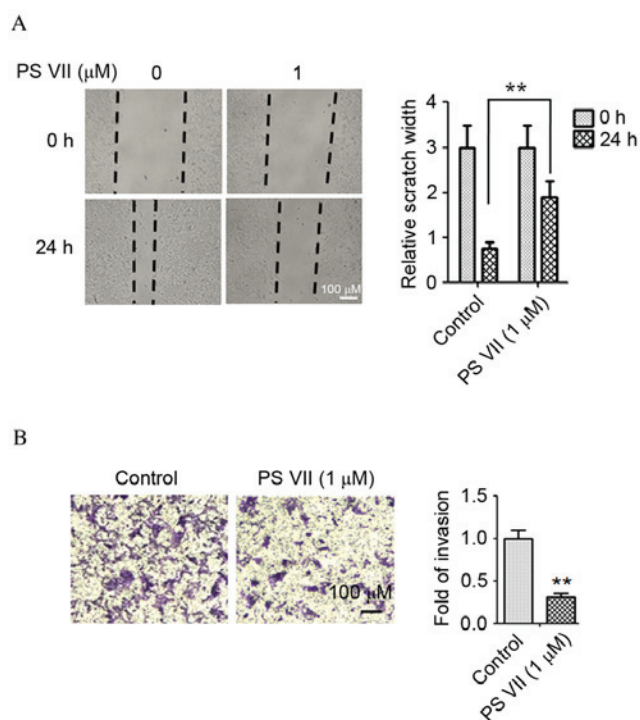 A
PS VII (μM) 0 1
0 h
24 h
100 μM
**
Relative scratch width
4
3
2
1
0
0 h
24 h
Control
PS VII (1 μM)
B
Control PS VII (1 μM)
100 μM
Fold of invasion
1.5
1.0
0.5
0.0
**
Control
PS VII (1 μM)